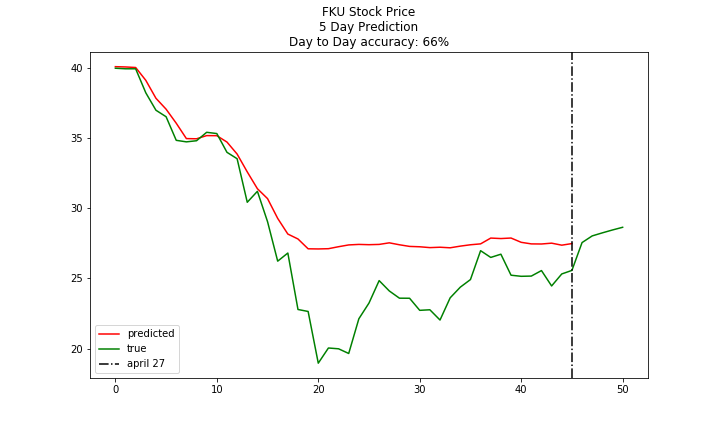 FKU Stock Price
5 Day Prediction
Day to Day accuracy: 66%
40
35
30
25
20
predicted
true
april 27
0
10
20
30
40
50